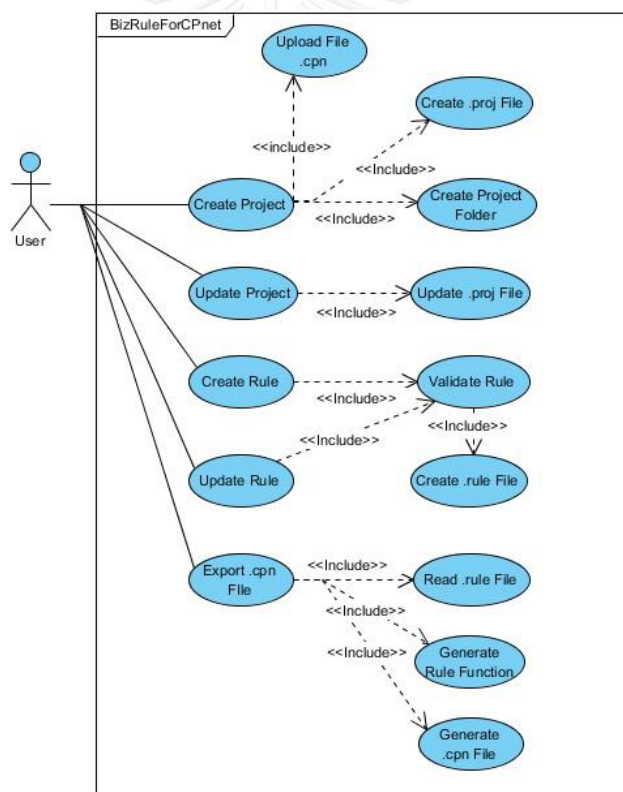 BizRuleForCPnet
Upload File
.cpn
Create .proj File
<<include>>
<<Include>>
User
Create Project
<<Include>>
Create Project
Folder
Update Project
<<Include>>
Update .proj File
Create Rule
<<Include>>
Validate Rule
<<Include>>
<<Include>>
Update Rule
Create .rule File
Export .cpn
FIle
<<Include>>
Read .rule File
<<Include>>
<<Include>>
Generate
Rule Function
Generate
.cpn File